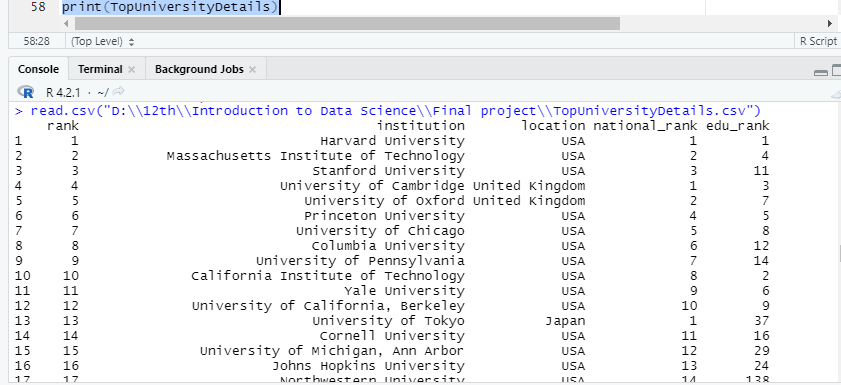 58 print(TopUniversityDetails)
58:28 (Top Level) R Script
Console Terminal × Background Jobs ×
R R 4.2.1 · ~/
> read.csv("D:\\12th\\Introduction to Data Science\\Final project\\TopUniversityDetails.csv")
rank institution location national_rank edu_rank
1 1 Harvard University USA 1 1
2 2 Massachusetts Institute of Technology USA 2 4
3 3 Stanford University USA 3 11
4 4 University of Cambridge United Kingdom 1 3
5 5 University of Oxford United Kingdom 2 7
6 6 Princeton University USA 4 5
7 7 University of Chicago USA 5 8
8 8 Columbia University USA 6 12
9 9 University of Pennsylvania USA 7 14
10 10 California Institute of Technology USA 8 2
11 11 Yale University USA 9 6
12 12 University of California, Berkeley USA 10 9
13 13 University of Tokyo Japan 1 37
14 14 Cornell University USA 11 16
15 15 University of Michigan, Ann Arbor USA 12 29
16 16 Johns Hopkins University USA 13 24
17 17 Northwestern University USA 14 138